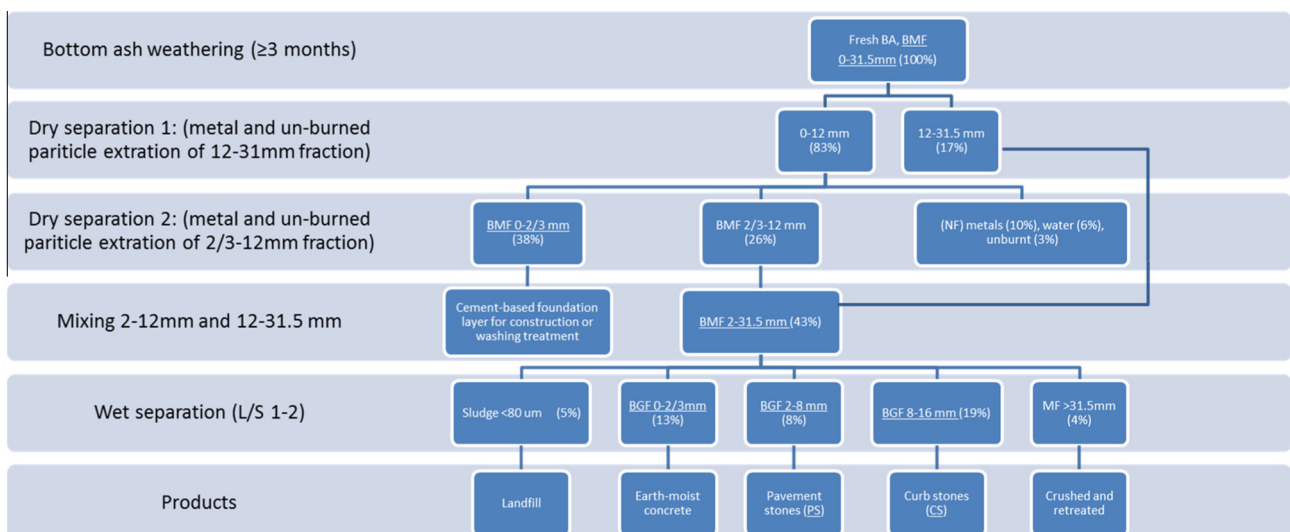 Bottom ash weathering (≥3 months)
Fresh BA, BMF
0-31.5mm (100%)
Dry separation 1: (metal and un-burned
pariticle extration of 12-31mm fraction)
0-12 mm
(83%)
12-31.5 mm
(17%)
Dry separation 2: (metal and un-burned
pariticle extration of 2/3-12mm fraction)
BMF 0-2/3 mm
(38%)
BMF 2/3-12 mm
(26%)
(NF) metals (10%), water (6%),
unburnt (3%)
Mixing 2-12mm and 12-31.5 mm
Cement-based foundation
layer for construction or
washing treatment
BMF 2-31.5 mm (43%)
Wet separation (L/S 1-2)
Sludge <80 um (5%)
BGF 0-2/3mm
(13%)
BGF 2-8 mm
(8%)
BGF 8-16 mm (19%)
MF >31.5mm
(4%)
Products
Landfill
Earth-moist
concrete
Pavement
stones (PS)
Curb stones
(CS)
Crushed and
retreated